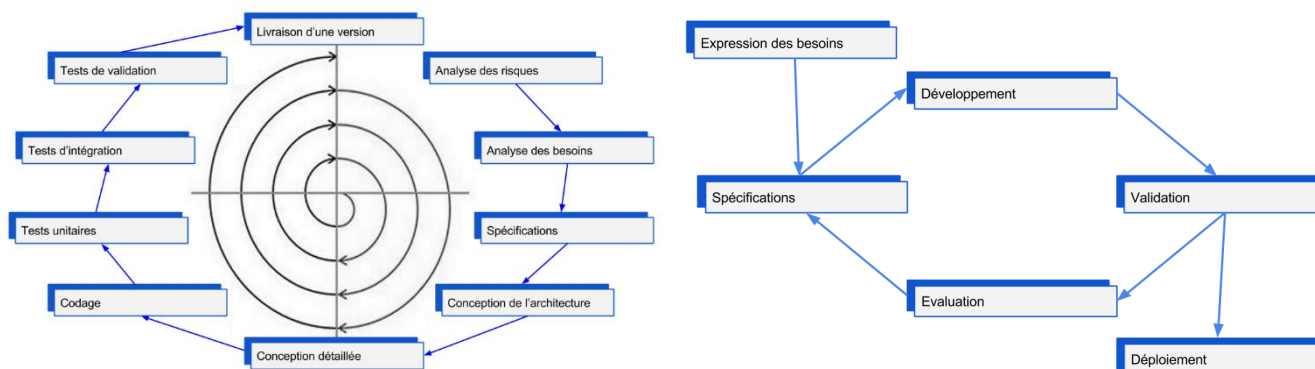 Livraison d'une version
Tests de validation
Analyse des risques
Tests d'intégration
Analyse des besoins
Tests unitaires
Spécifications
Codage
Conception de l'architecture
Conception détaillée
Expression des besoins
Développement
Spécifications
Validation
Evaluation
Déploiement